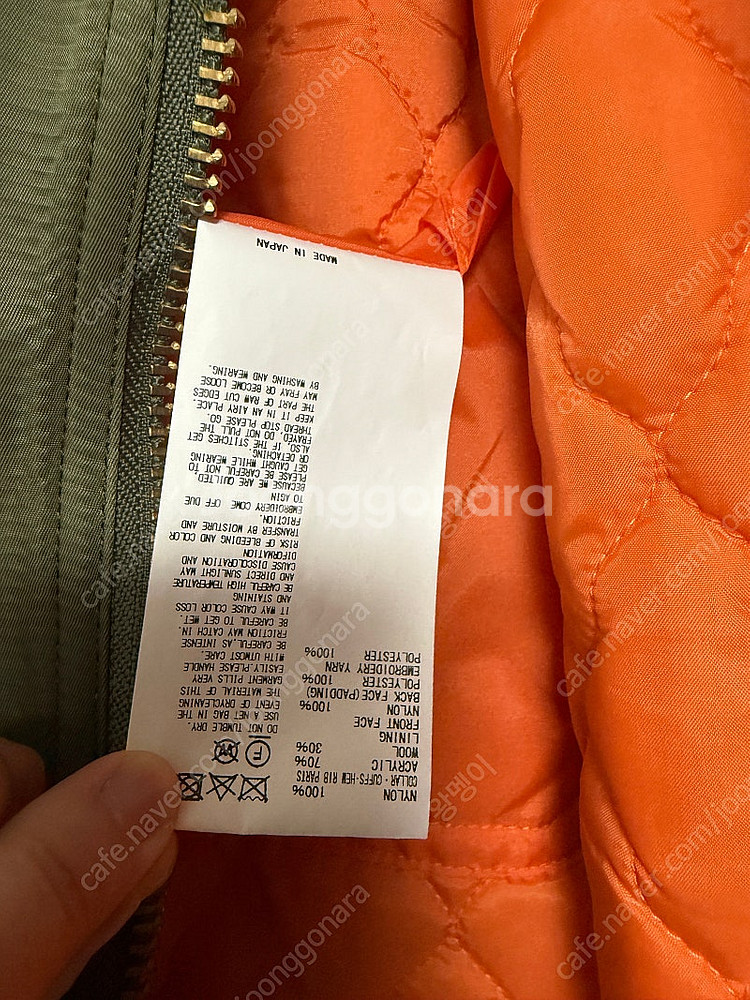 NYLON 100%
COLLAR・CUFFS・HEM RIB PARTS
ACRYLIC 70%
WOOL 30%
LINING
FRONT FACE
NYLON 100%
BACK FACE(PADDING)
POLYESTER 100%
EMBROIDERY YARN
POLYESTER 100%
F W
DO NOT TUMBLE DRY.
USE A NET BAG IN THE
EVENT OF DRYCLEANING
THE MATERIAL OF THIS
GARMENT PILLS VERY
EASILY.PLEASE HANDLE
WITH UTMOST CARE.
BE CAREFUL.AS INTENSE
FRICTION MAY CATCH IN.
BE CAREFUL TO GET WET.
IT MAY CAUSE COLOR LOSS
AND STAINING
BE CAREFUL HIGH TEMPERATURE
AND DIRECT SUNLIGHT MAY
CAUSE DISCOLORATION AND
DIFORMATION
RISK OF BLEEDING AND COLOR
TRANSFER BY MOISTURE AND
FRICTION.
EMBROIDERY COME OFF DUE
TO AGIN
BECAUSE WE ARE QUILTED.
PLEASE BE CAREFUL NOT TO
GET CAUGHT WHILE WEARING
OR DETACHING.
ALSO, IF THE STITCHES GET
FRAYED, DO NOT PULL THE
THREAD STOP PLEASE GO.
KEEP IT IN AN AIRY PLACE.
THE PART OF RAW CUT EDGES
MAY FRAY OR BECOME LOOSE
BY WASHING AND WEARING.
MADE IN JAPAN
joonggonara
cafe.naver.com/joonggonara